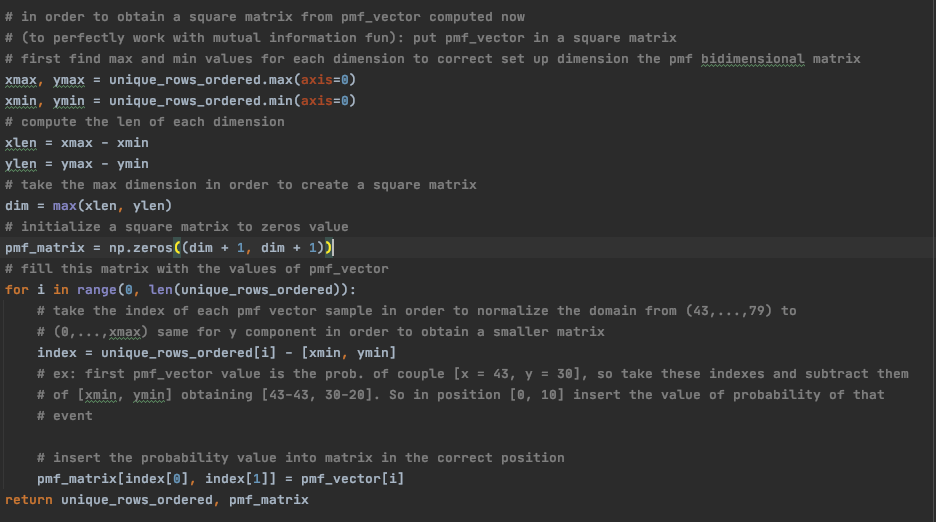 # in order to obtain a square matrix from pmf_vector computed now
# (to perfectly work with mutual information fun): put pmf_vector in a square matrix
# first find max and min values for each dimension to correct set up dimension the pmf bidimensional matrix
xmax, ymax = unique_rows_ordered.max(axis=0)
xmin, ymin = unique_rows_ordered.min(axis=0)
# compute the len of each dimension
xlen = xmax - xmin
ylen = ymax - ymin
# take the max dimension in order to create a square matrix
dim = max(xlen, ylen)
# initialize a square matrix to zeros value
pmf_matrix = np.zeros((dim + 1, dim + 1))
# fill this matrix with the values of pmf_vector
for i in range(0, len(unique_rows_ordered)):
    # take the index of each pmf vector sample in order to normalize the domain from (43,...,79) to
    # (0,...,xmax) same for y component in order to obtain a smaller matrix
    index = unique_rows_ordered[i] - [xmin, ymin]
    # ex: first pmf_vector value is the prob. of couple [x = 43, y = 30], so take these indexes and subtract them
    # of [xmin, ymin] obtaining [43-43, 30-20]. So in position [0, 10] insert the value of probability of that
    # event
    # insert the probability value into matrix in the correct position
    pmf_matrix[index[0], index[1]] = pmf_vector[i]
return unique_rows_ordered, pmf_matrix